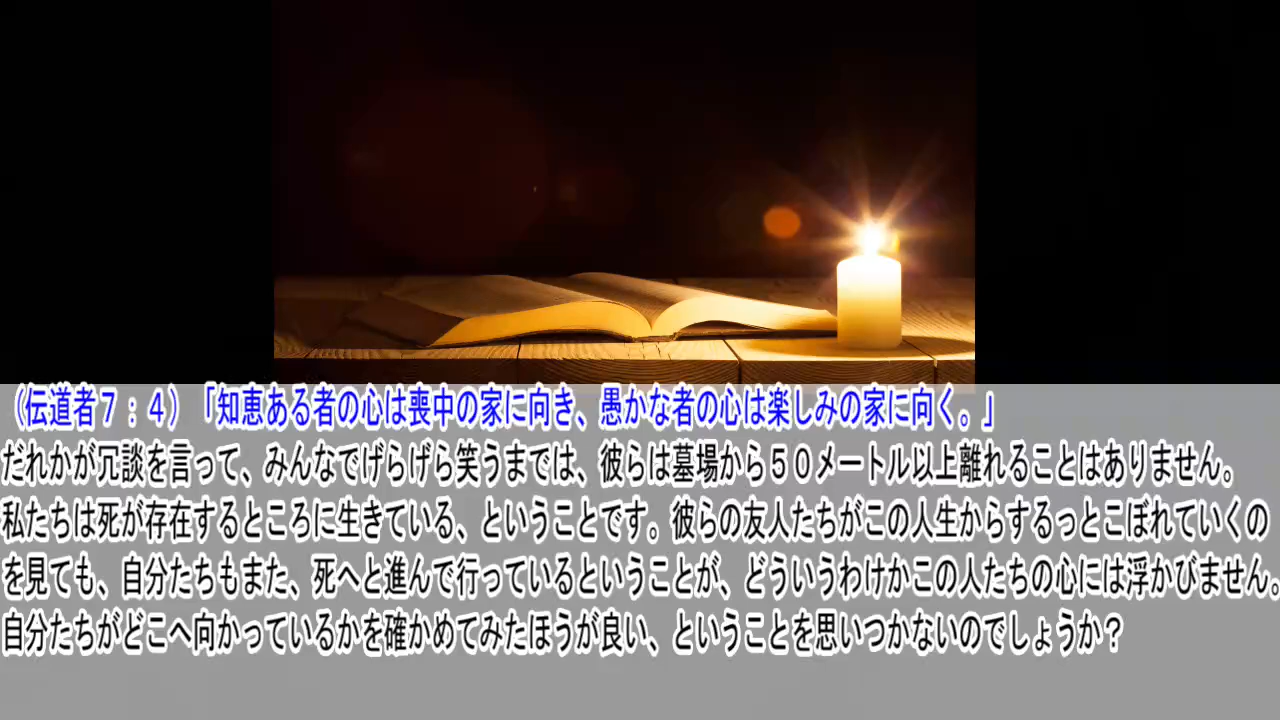 （伝道者７：４）「知恵ある者の心は喪中の家に向き、愚かな者の心は楽しみの家に向く。」
だれかが冗談を言って、みんなでげらげら笑うまでは、彼らは墓場から５０メートル以上離れることはありません。
私たちは死が存在するところに生きている、ということです。彼らの友人たちがこの人生からするっとこぼれていくの
を見ても、自分たちもまた、死へと進んで行っているということが、どういうわけかこの人たちの心には浮かびません。
自分たちがどこへ向かっているかを確かめてみたほうが良い、ということを思いつかないのでしょうか？